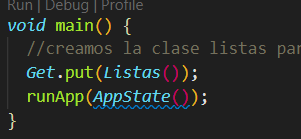 Run | Debug | Profile
void main() {
//creamos la clase listas par
Get.put(Listas());
runApp(AppState());
}